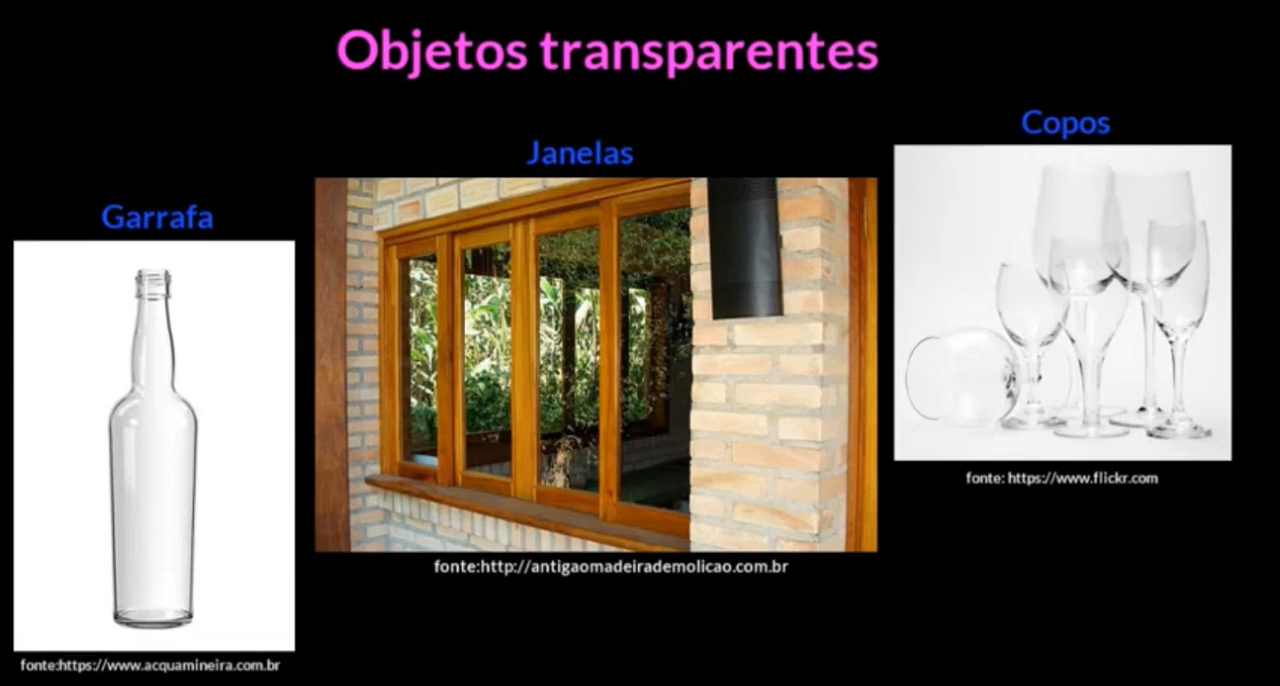 Objetos transparentes
Garrafa
fonte:https://www.acquamineira.com.br
Janelas
fonte:http://antigaomadeirademolicao.com.br
Copos
fonte: https://www.flickr.com